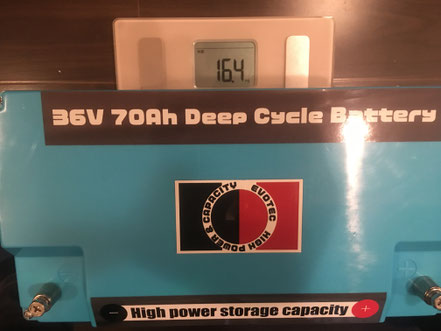 16.4
36V 70Ah Deep Cycle Battery
EVOTEC
HIGH POWER & CAPACITY
- High power storage capacity +